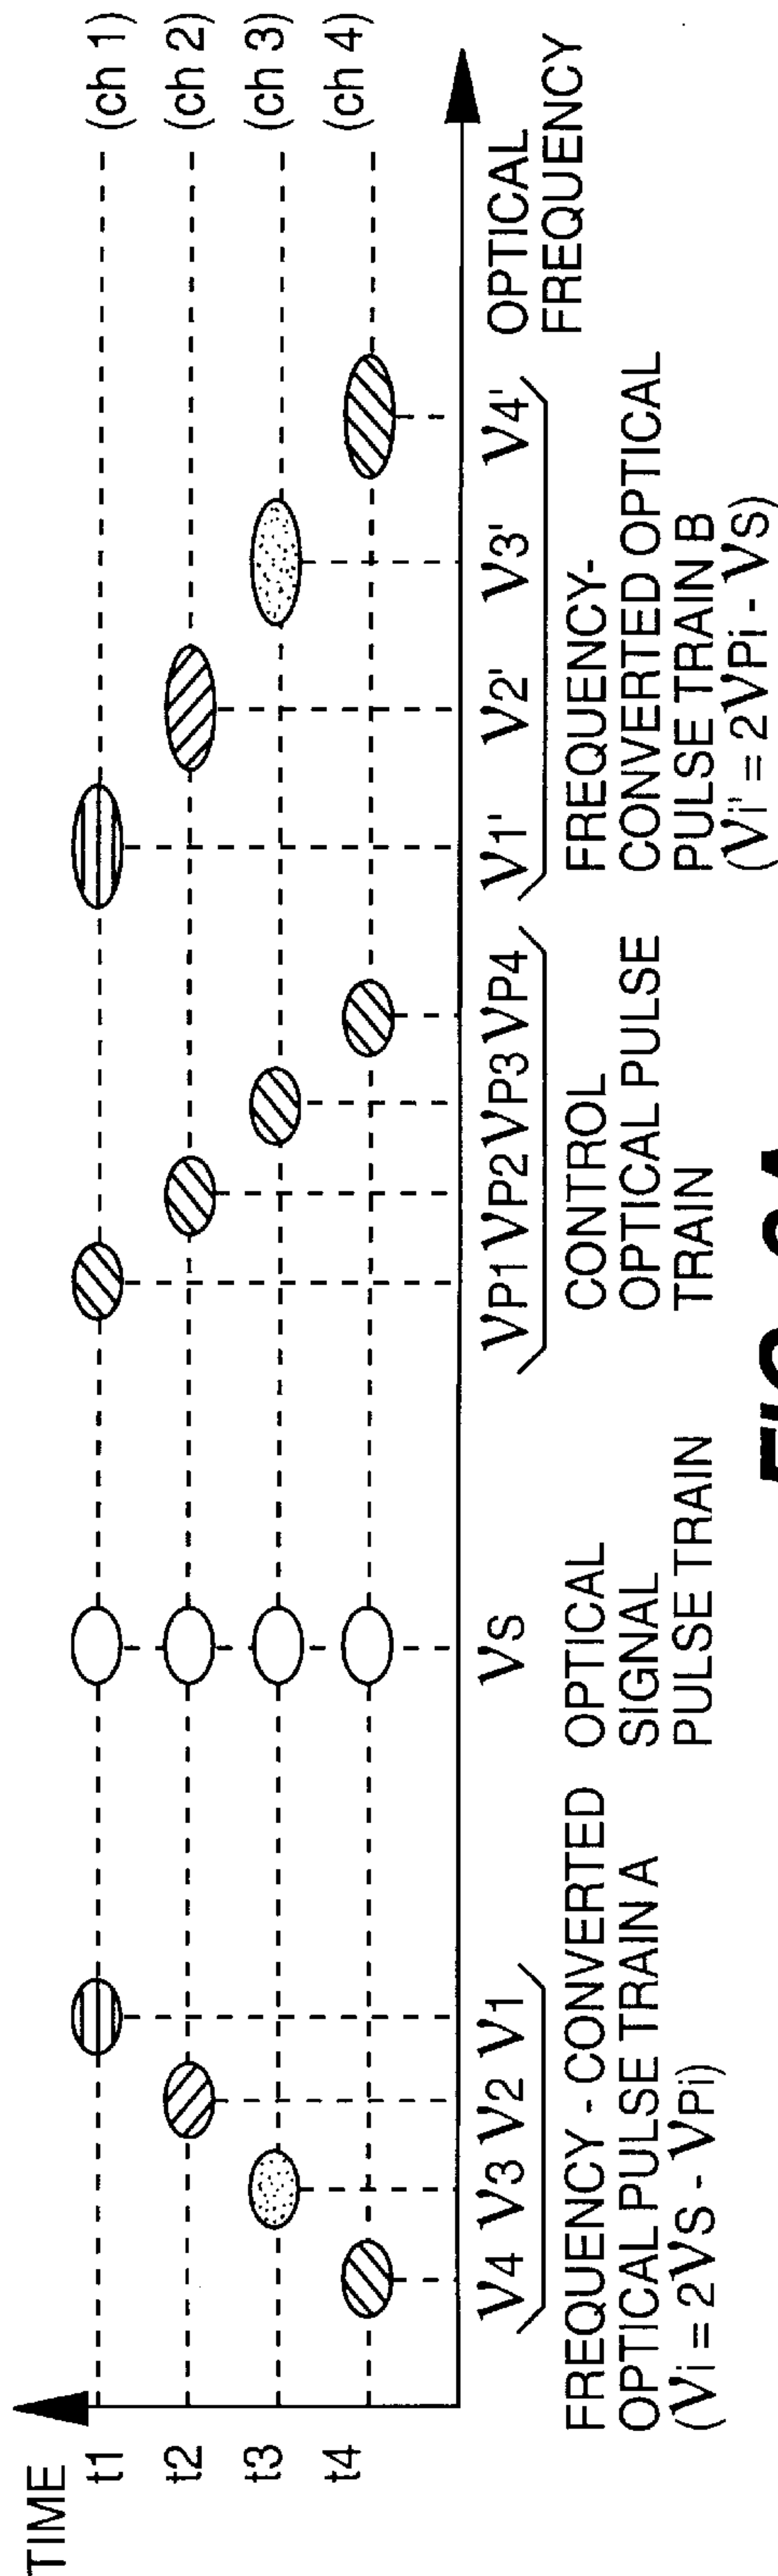 TIME
t1
t2
t3
t4
(ch 1)
(ch 2)
(ch 3)
(ch 4)
OPTICAL
FREQUENCY
ν4 ν3 ν2 ν1
νS
νP1 νP2 νP3 νP4
ν1' ν2' ν3' ν4'
FREQUENCY - CONVERTED
OPTICAL PULSE TRAIN A
(νi = 2νS - νPi)
OPTICAL
SIGNAL
PULSE TRAIN
CONTROL
OPTICAL PULSE
TRAIN
FREQUENCY-
CONVERTED OPTICAL
PULSE TRAIN B
(νi' = 2νPi - νS)